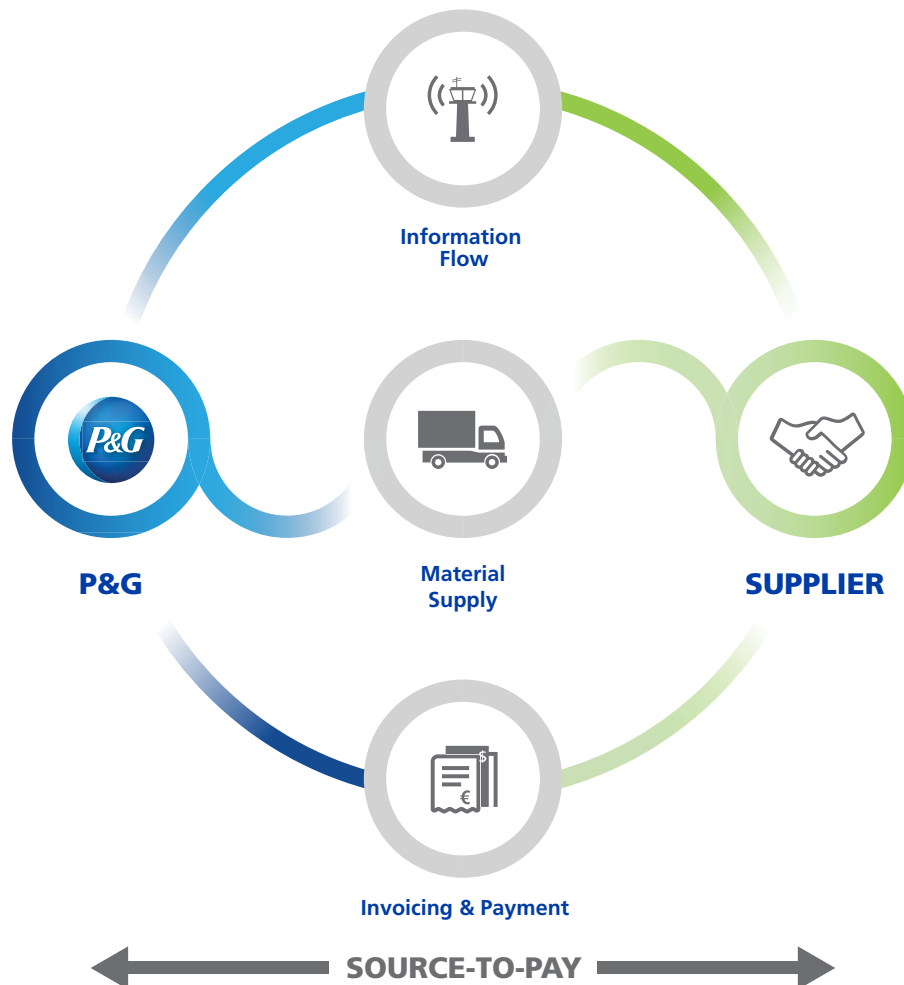 Information
Flow
P&G
P&G
Material
Supply
SUPPLIER
$
€
Invoicing & Payment
SOURCE-TO-PAY